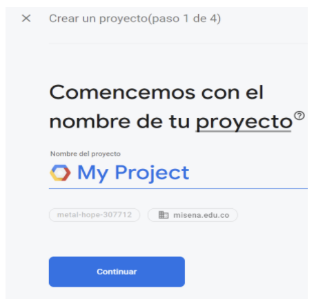 Crear un proyecto(paso 1 de 4)
Comencemos con el
nombre de tu proyecto
Nombre del proyecto
My Project
metal-hope-307712 misena.edu.co
Continuar